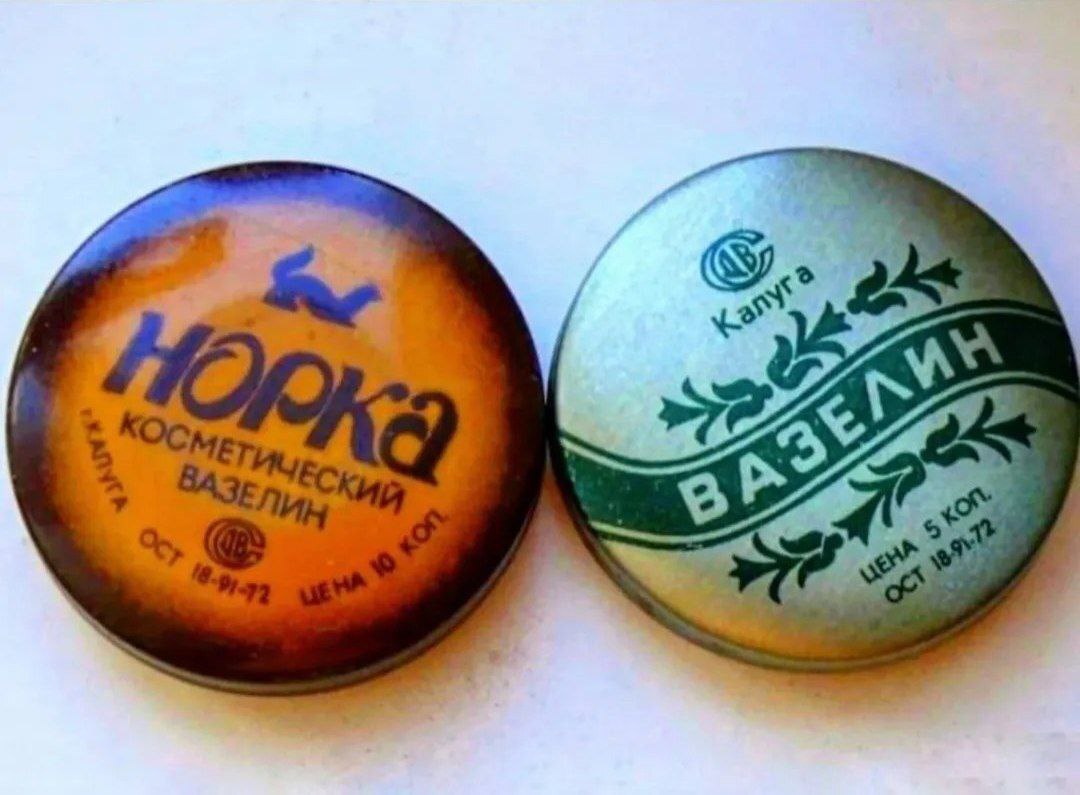 НОРКА
КОСМЕТИЧЕСКИЙ
ВАЗЕЛИН
г. КАЛУГА
ОСТ 18-91-72
ЦЕНА 10 КОП.
Калуга
ВАЗЕЛИН
ЦЕНА 5 КОП.
ОСТ 18-91-72